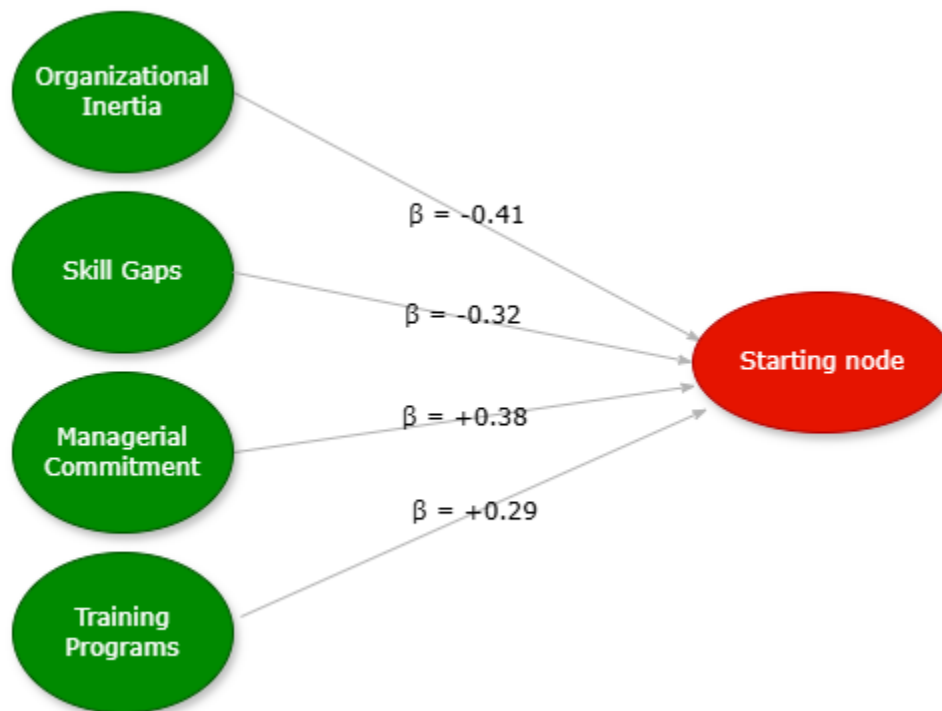 Organizational
Inertia
β = -0.41
Skill Gaps
β = -0.32
Starting node
Managerial
Commitment
β = +0.38
β = +0.29
Training
Programs